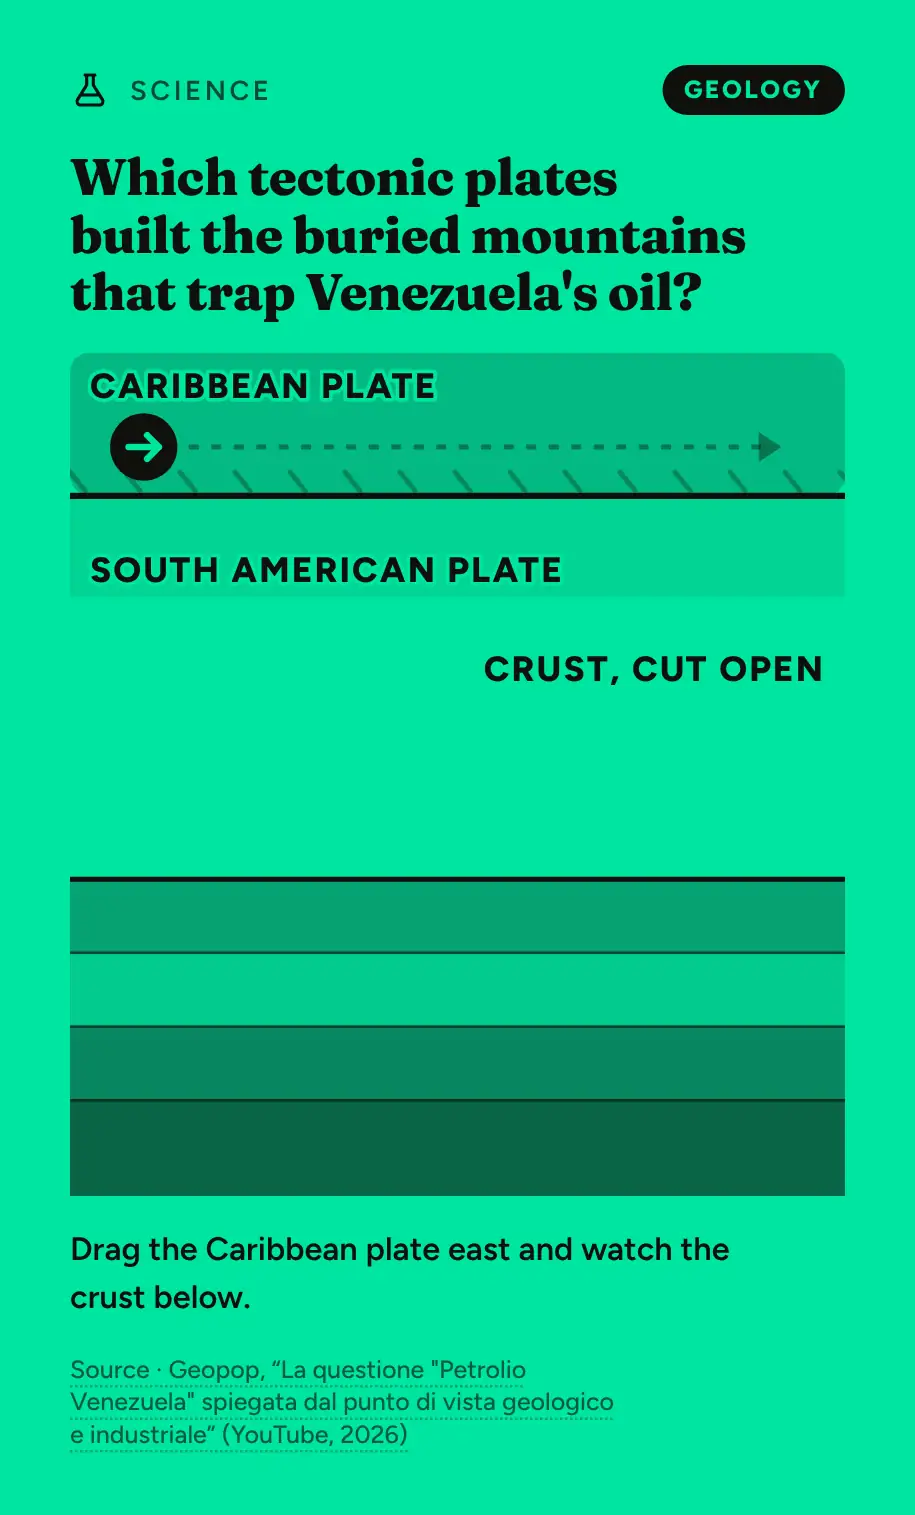 SCIENCE
GEOLOGY
Which tectonic plates
built the buried mountains
that trap Venezuela's oil?
CARIBBEAN PLATE
SOUTH AMERICAN PLATE
CRUST, CUT OPEN
Drag the Caribbean plate east and watch the
crust below.
Source · Geopop, “La questione "Petrolio
Venezuela" spiegata dal punto di vista geologico
e industriale” (YouTube, 2026)